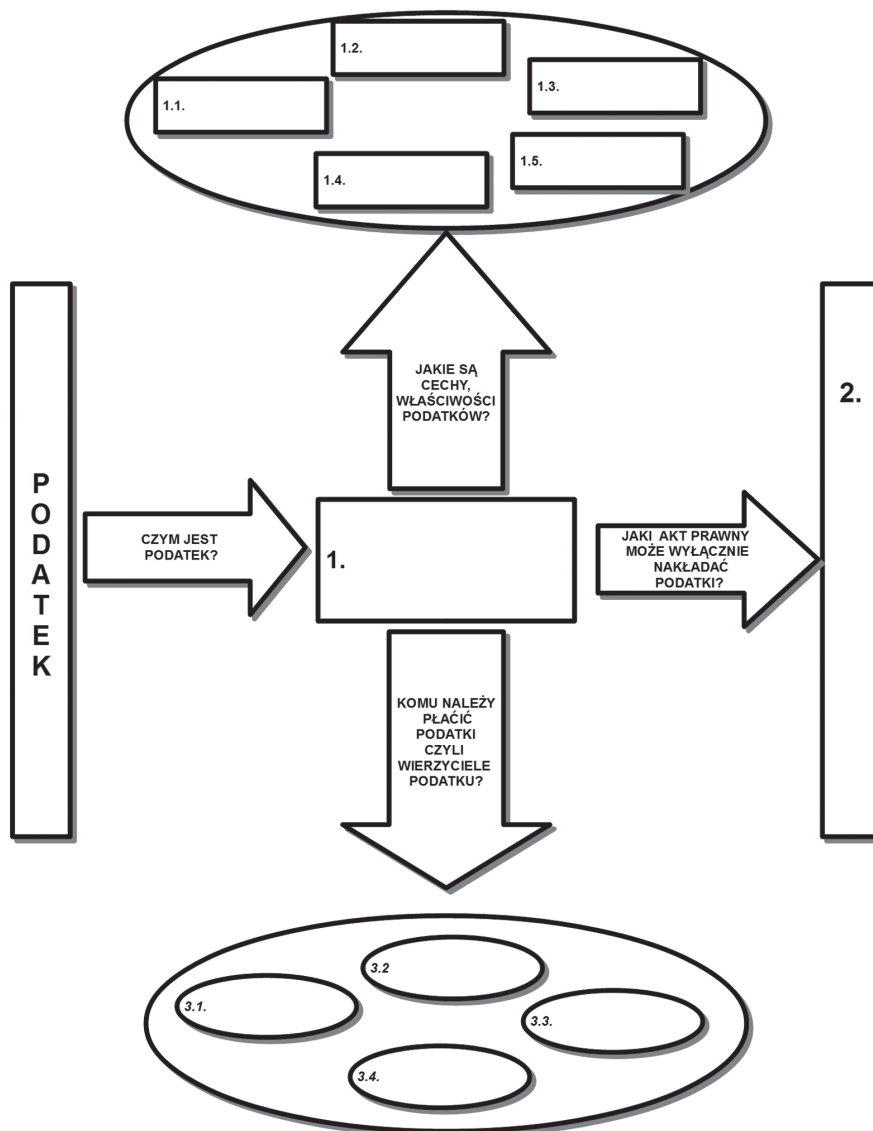 1.2.
1.3.
1.1.
1.5.
1.4.
JAKIE SĄ
CECHY,
WŁAŚCIWOŚCI
PODATKÓW?
2.
P
O
D
A
T
E
K
CZYM JEST
PODATEK?
1.
JAKI AKT PRAWNY
MOŻE WYŁĄCZNIE
NAKŁADAĆ
PODATKI?
KOMU NALEŻY
PŁAĆIĆ
PODATKI
CZYLI
WIERZYCIELE
PODATKU?
3.2
3.1.
3.3.
3.4.